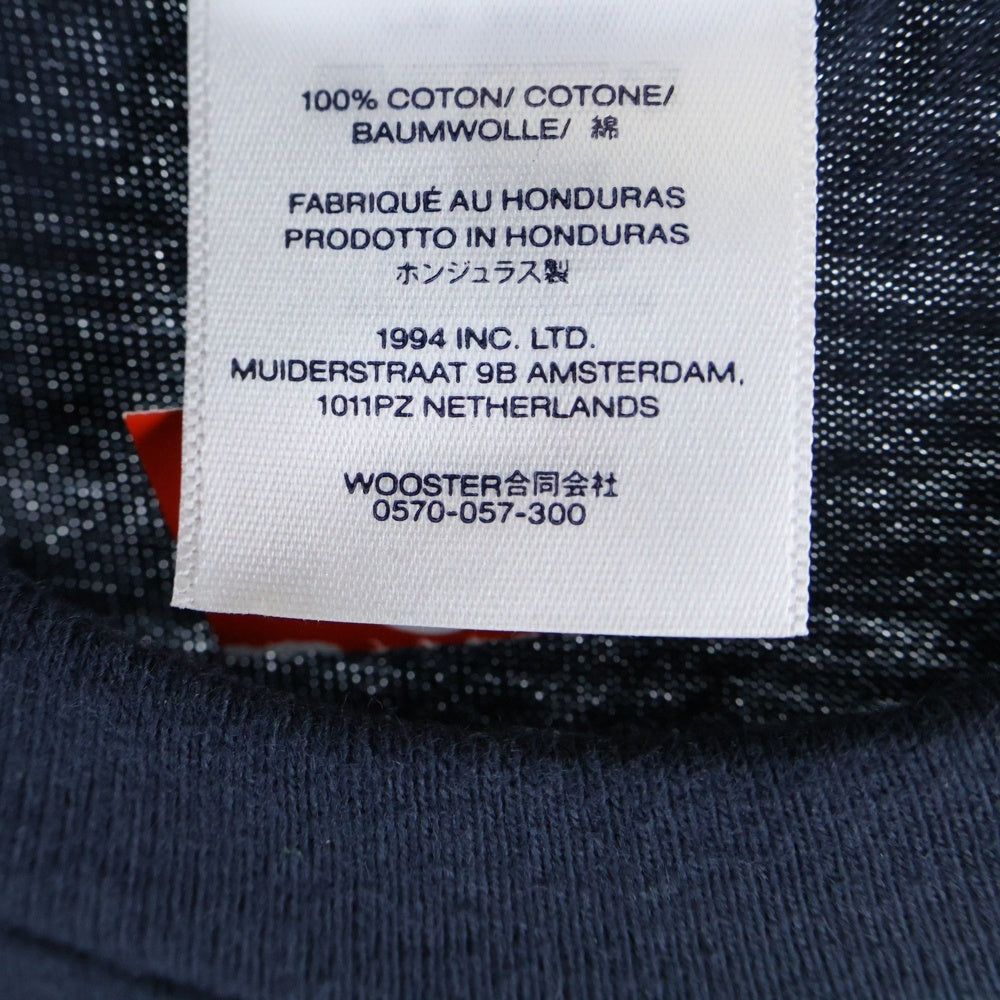 100% COTON/ COTONE/
BAUMWOLLE/ 綿
FABRIQUÉ AU HONDURAS
PRODOTTO IN HONDURAS
ホンジュラス製
1994 INC. LTD.
MUIDERSTRAAT 9B AMSTERDAM,
1011PZ NETHERLANDS
WOOSTER合同会社
0570-057-300